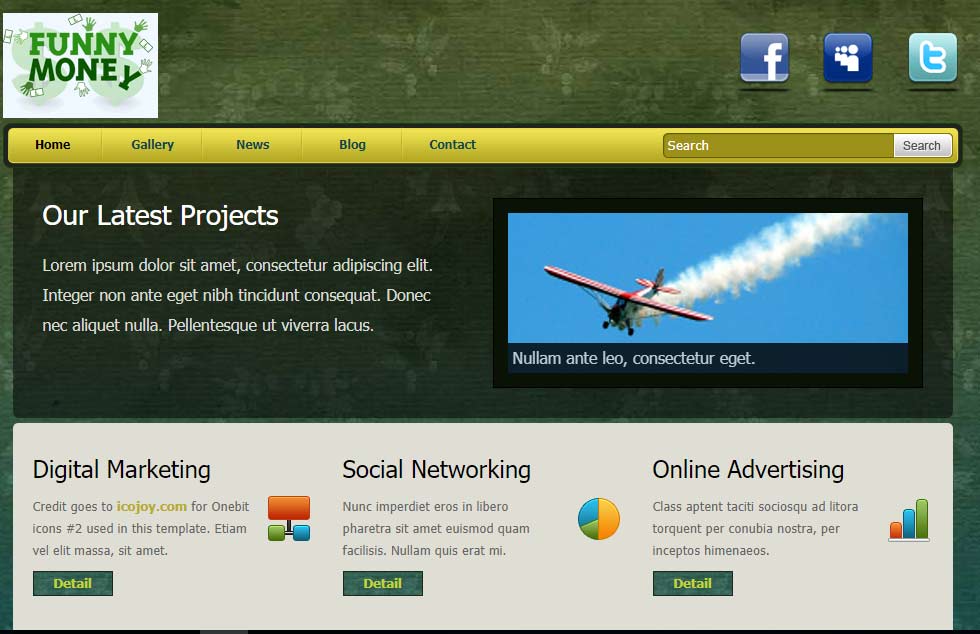 FUNNY
MONEY
f
t
Home Gallery News Blog Contact Search Search
Our Latest Projects
Lorem ipsum dolor sit amet, consectetur adipiscing elit.
Integer non ante eget nibh tincidunt consequat. Donec
nec aliquet nulla. Pellentesque ut viverra lacus.
Nullam ante leo, consectetur eget.
Digital Marketing
Credit goes to icojoy.com for Onebit
icons #2 used in this template. Etiam
vel elit massa, sit amet.
Detail
Social Networking
Nunc imperdiet eros in libero
pharetra sit amet euismod quam
facilisis. Nullam quis erat mi.
Detail
Online Advertising
Class aptent taciti sociosqu ad litora
torquent per conubia nostra, per
inceptos himenaeos.
Detail